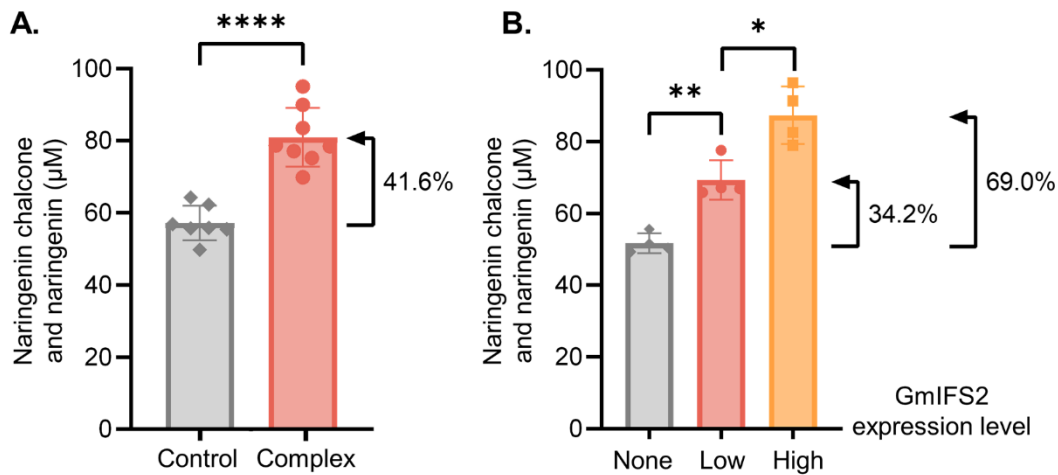 A.
****
Naringenin chalcone
and naringenin (µM)
100
80
60
40
20
0
41.6%
Control Complex
B.
*
**
Naringenin chalcone
and naringenin (µM)
100
80
60
40
20
0
34.2%
69.0%
None Low High
GmIFS2
expression level